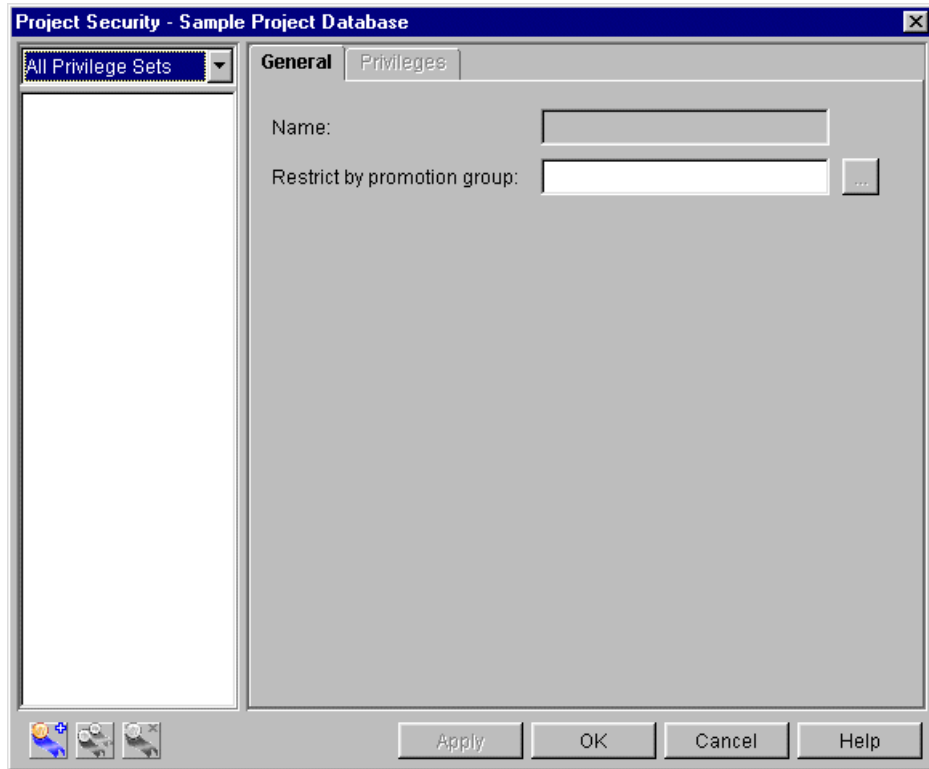 Project Security - Sample Project Database
All Privilege Sets
General Privileges
Name:
Restrict by promotion group:
...
Apply OK Cancel Help